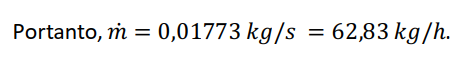 Portanto, ṁ = 0,01773 kg/s = 62,83 kg/h.